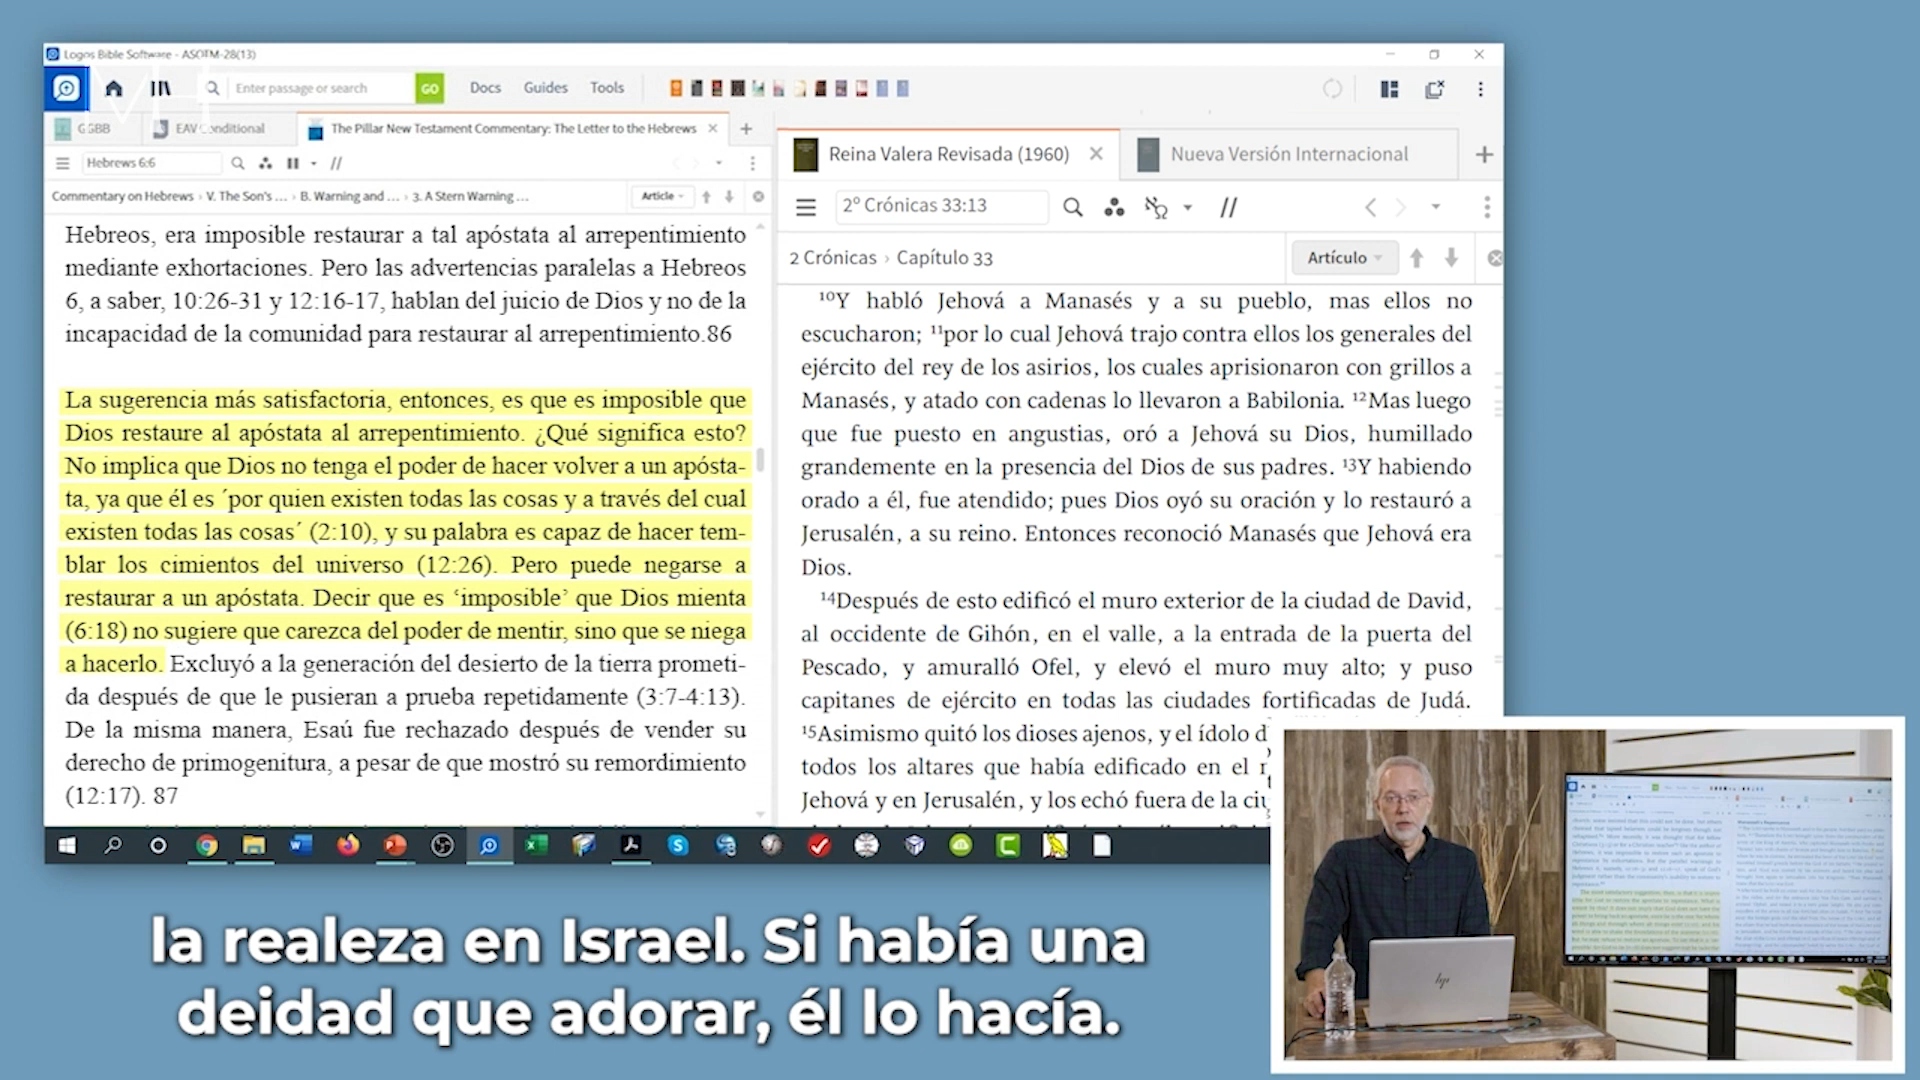 Logos Bible Software - ASOTM-28(13)
Enter passage or search
GO
Docs
Guides
Tools
EAV Conditional
The Pillar New Testament Commentary: The Letter to the Hebrews
Hebrews 6:6
Commentary on Hebrews › V. The Son's ... › B. Warning and ... › 3. A Stern Warning ...
Article
Hebreos, era imposible restaurar a tal apóstata al arrepentimiento
mediante exhortaciones. Pero las advertencias paralelas a Hebreos
6, a saber, 10:26-31 y 12:16-17, hablan del juicio de Dios y no de la
incapacidad de la comunidad para restaurar al arrepentimiento.86
La sugerencia más satisfactoria, entonces, es que es imposible que
Dios restaure al apóstata al arrepentimiento. ¿Qué significa esto?
No implica que Dios no tenga el poder de hacer volver a un apósta-
ta, ya que él es ´por quien existen todas las cosas y a través del cual
existen todas las cosas´ (2:10), y su palabra es capaz de hacer tem-
blar los cimientos del universo (12:26). Pero puede negarse a
restaurar a un apóstata. Decir que es ‘imposible’ que Dios mienta
(6:18) no sugiere que carezca del poder de mentir, sino que se niega
a hacerlo. Excluyó a la generación del desierto de la tierra prometi-
da después de que le pusieran a prueba repetidamente (3:7-4:13).
De la misma manera, Esaú fue rechazado después de vender su
derecho de primogenitura, a pesar de que mostró su remordimiento
(12:17). 87
Reina Valera Revisada (1960)
Nueva Versión Internacional
2º Crónicas 33:13
2 Crónicas › Capítulo 33
Artículo
¹⁰Y habló Jehová a Manasés y a su pueblo, mas ellos no
escucharon; ¹¹por lo cual Jehová trajo contra ellos los generales del
ejército del rey de los asirios, los cuales aprisionaron con grillos a
Manasés, y atado con cadenas lo llevaron a Babilonia. ¹²Mas luego
que fue puesto en angustias, oró a Jehová su Dios, humillado
grandemente en la presencia del Dios de sus padres. ¹³Y habiendo
orado a él, fue atendido; pues Dios oyó su oración y lo restauró a
Jerusalén, a su reino. Entonces reconoció Manasés que Jehová era
Dios.
¹⁴Después de esto edificó el muro exterior de la ciudad de David,
al occidente de Gihón, en el valle, a la entrada de la puerta del
Pescado, y amuralló Ofel, y elevó el muro muy alto; y puso
capitanes de ejército en todas las ciudades fortificadas de Judá.
¹⁵Asimismo quitó los dioses ajenos, y el ídolo d
todos los altares que había edificado en el
Jehová y en Jerusalén, y los echó fuera de la ciu
hp
la realeza en Israel. Si había una
deidad que adorar, él lo hacía.